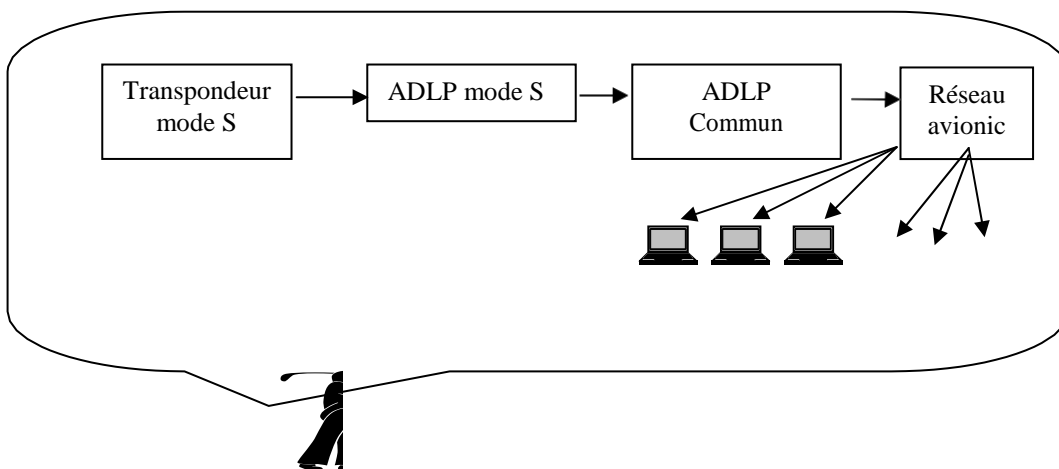 Transpondeur
mode S
ADLP mode S
ADLP
Commun
Réseau
avionic